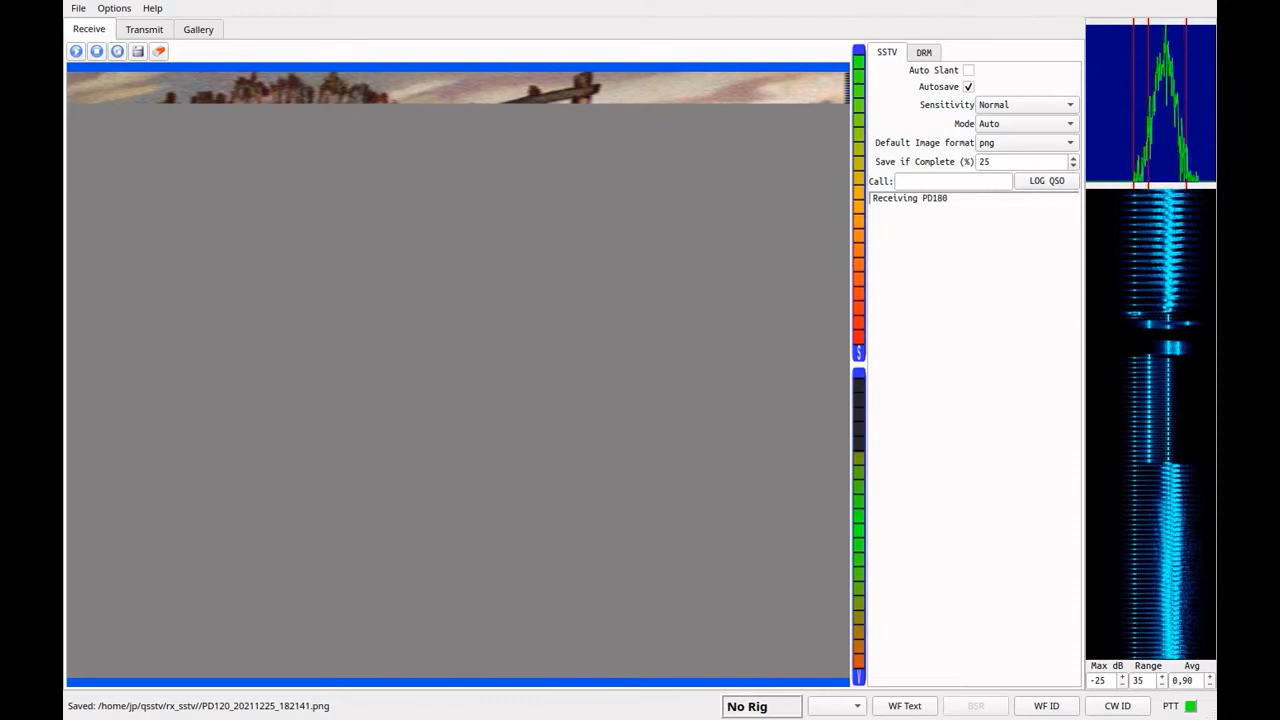 File Options Help
Receive Transmit Gallery
SSTV DRM
Auto Slant
Autosave
Sensitivity Normal
Mode Auto
Default Image format png
Save if Complete (%) 25
Call: LOG QSO
Receiving PD180
S
V
Max dB Range Avg
-25 35 0,90
Saved: /home/jp/qsstv/rx_sstv//PD120_20211225_182141.png No Rig WF Text BSR WF ID CW ID PTT